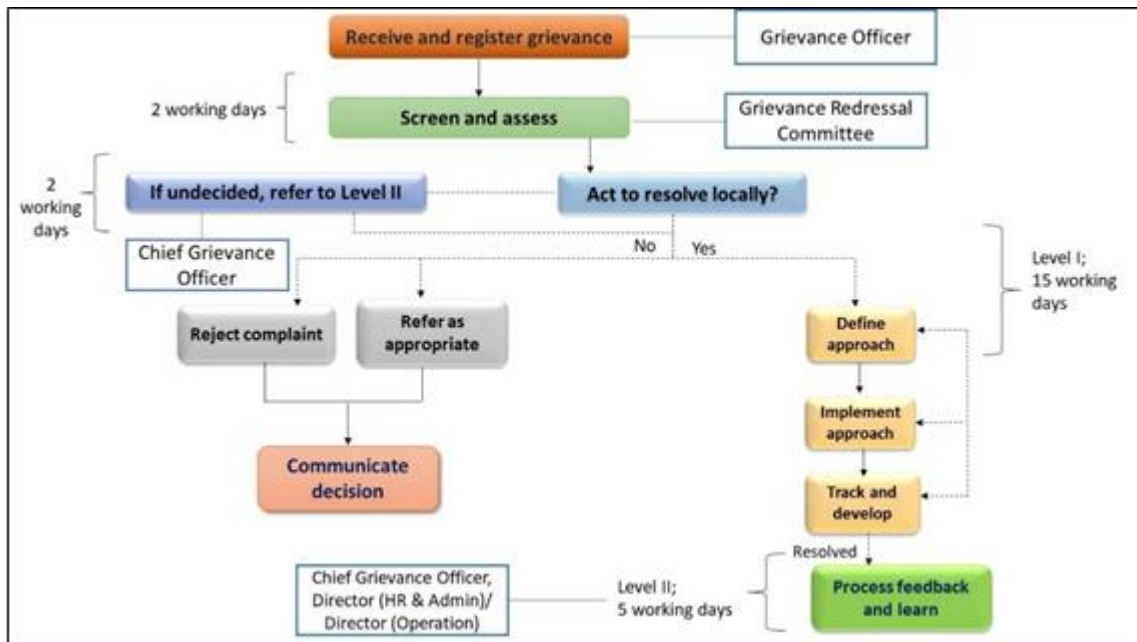 Receive and register grievance
Grievance Officer
2 working days
Screen and assess
Grievance Redressal
Committee
2
working
days
If undecided, refer to Level II
Act to resolve locally?
Chief Grievance
Officer
No
Yes
Level I;
15 working
days
Reject complaint
Refer as
appropriate
Define
approach
Implement
approach
Communicate
decision
Track and
develop
Resolved
Chief Grievance Officer,
Director (HR & Admin)/
Director (Operation)
Level II;
5 working days
Process feedback
and learn